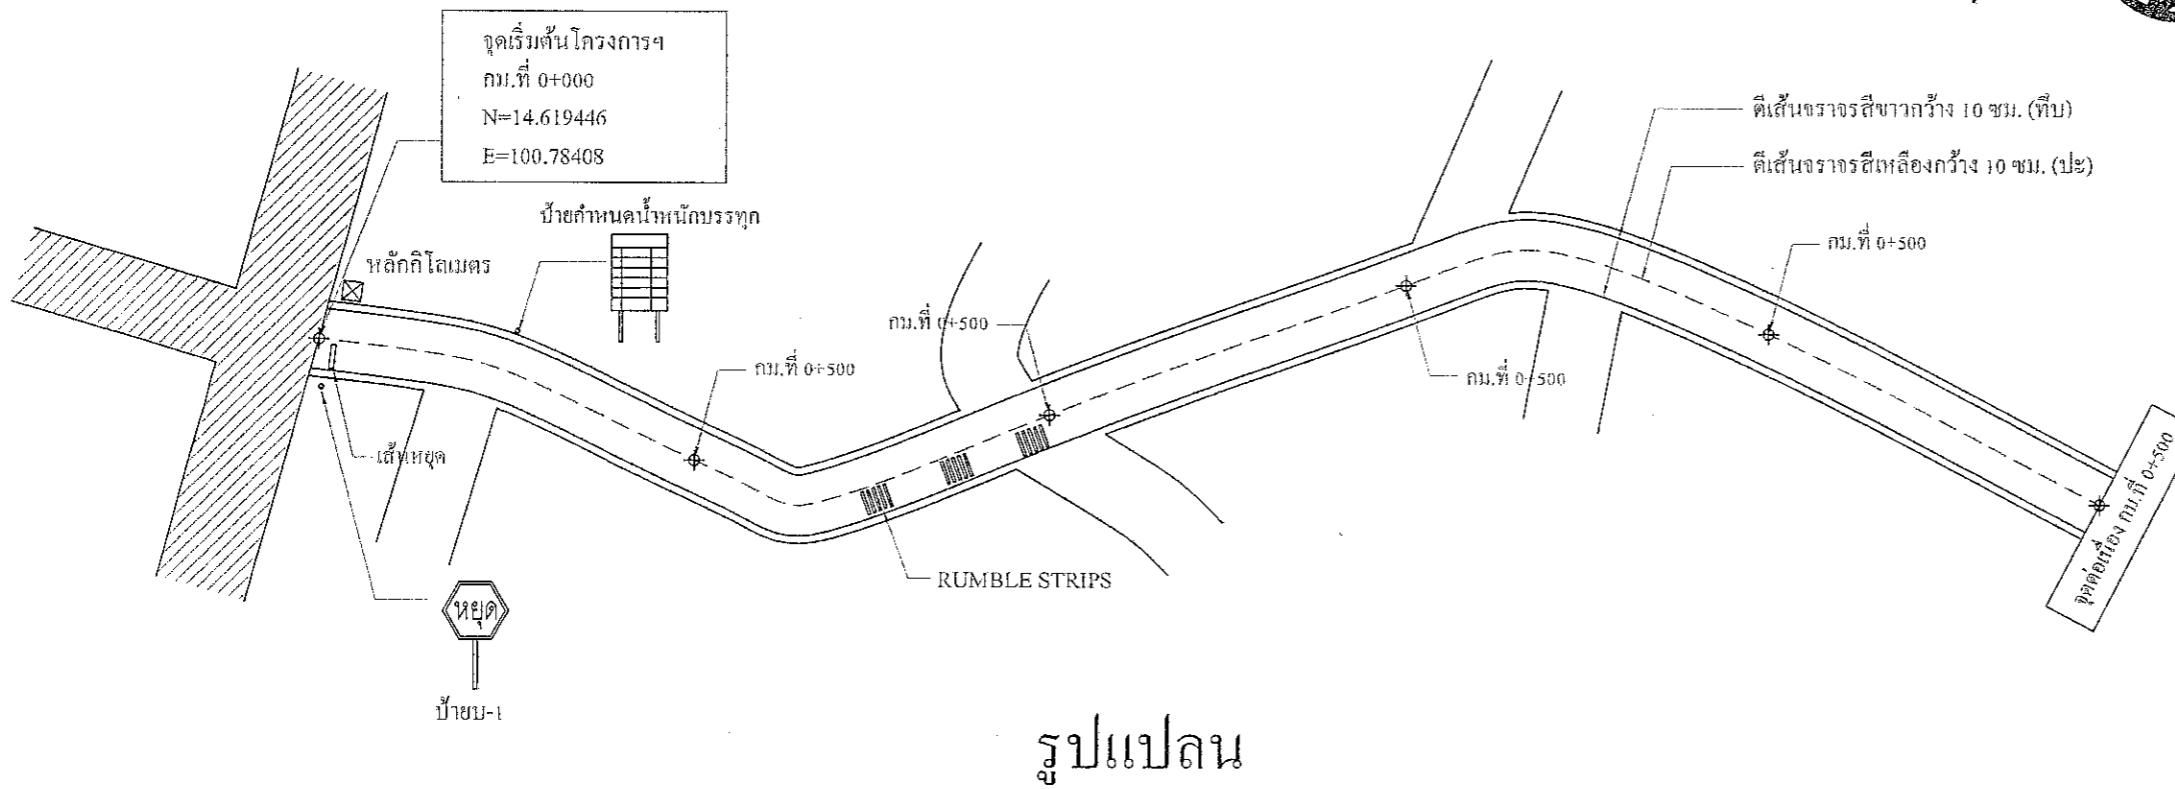 จุดเริ่มต้นโครงการฯ
กม.ที่ 0+000
N=14.619446
E=100.78408
ตีเส้นจราจรสีขาวกว้าง 10 ซม. (ทึบ)
ตีเส้นจราจรสีเหลืองกว้าง 10 ซม. (ปะ)
ป้ายกำหนดน้ำหนักบรรทุก
หลักกิโลเมตร
กม.ที่ 0+500
กม.ที่ 0+500
กม.ที่ 0+500
กม.ที่ 0+500
เส้นหยุด
จุดต่อเนื่อง กม.ที่ 0+500
RUMBLE STRIPS
หยุด
ป้ายบ-1
รูปแปลน